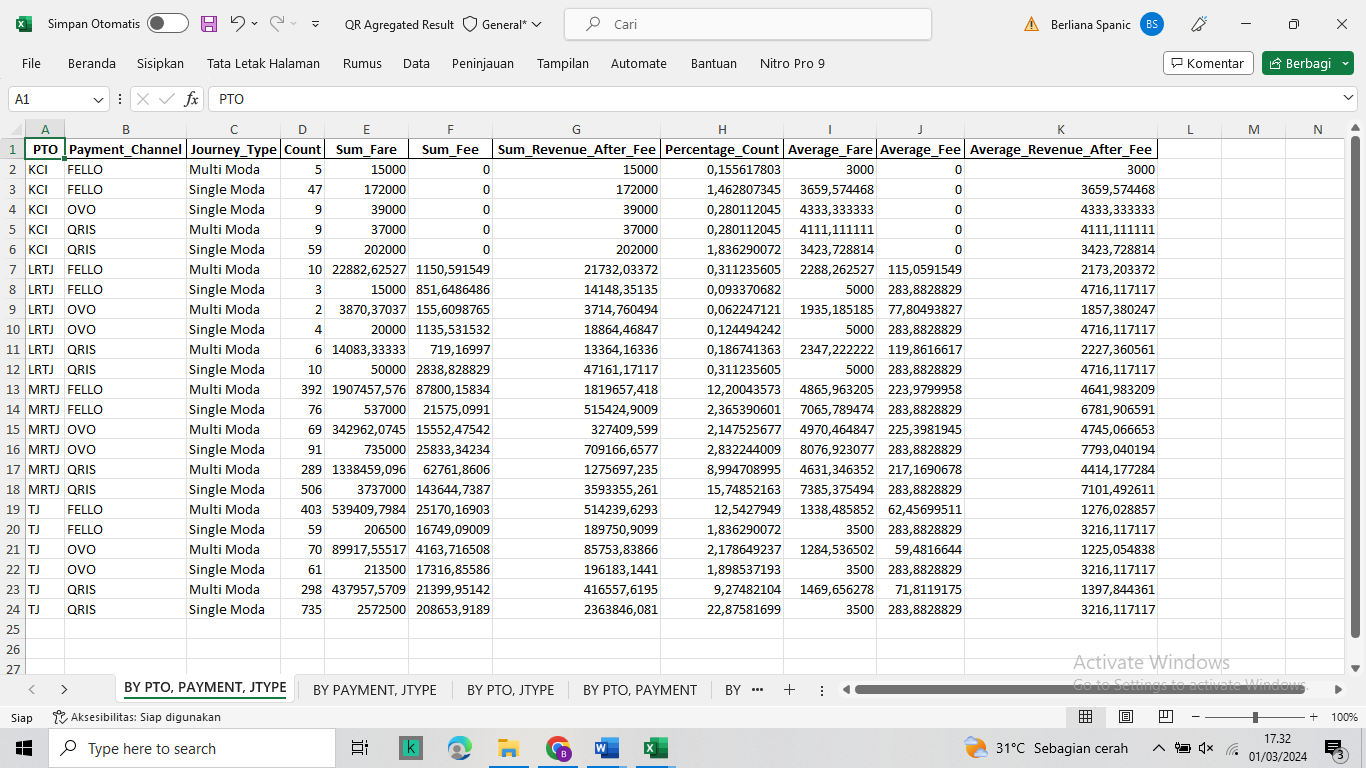 Simpan Otomatis QR Agregated Result General* Cari Berliana Spanic BS
File Beranda Sisipkan Tata Letak Halaman Rumus Data Peninjauan Tampilan Automate Bantuan Nitro Pro 9 Komentar Berbagi
A1 fx PTO
A B C D E F G H I J K L M N
1 PTO Payment_Channel Journey_Type Count Sum_Fare Sum_Fee Sum_Revenue_After_Fee Percentage_Count Average_Fare Average_Fee Average_Revenue_After_Fee
2 KCI FELLO Multi Moda 5 15000 0 15000 0,155617803 3000 0 3000
3 KCI FELLO Single Moda 47 172000 0 172000 1,462807345 3659,574468 0 3659,574468
4 KCI OVO Single Moda 9 39000 0 39000 0,280112045 4333,333333 0 4333,333333
5 KCI QRIS Multi Moda 9 37000 0 37000 0,280112045 4111,111111 0 4111,111111
6 KCI QRIS Single Moda 59 202000 0 202000 1,836290072 3423,728814 0 3423,728814
7 LRTJ FELLO Multi Moda 10 22882,62527 1150,591549 21732,03372 0,311235605 2288,262527 115,0591549 2173,203372
8 LRTJ FELLO Single Moda 3 15000 851,6486486 14148,35135 0,093370682 5000 283,8828829 4716,117117
9 LRTJ OVO Multi Moda 2 3870,37037 155,6098765 3714,760494 0,062247121 1935,185185 77,80493827 1857,380247
10 LRTJ OVO Single Moda 4 20000 1135,531532 18864,46847 0,124494242 5000 283,8828829 4716,117117
11 LRTJ QRIS Multi Moda 6 14083,33333 719,16997 13364,16336 0,186741363 2347,222222 119,8616617 2227,360561
12 LRTJ QRIS Single Moda 10 50000 2838,828829 47161,17117 0,311235605 5000 283,8828829 4716,117117
13 MRTJ FELLO Multi Moda 392 1907457,576 87800,15834 1819657,418 12,20043573 4865,963205 223,9799958 4641,983209
14 MRTJ FELLO Single Moda 76 537000 21575,0991 515424,9009 2,365390601 7065,789474 283,8828829 6781,906591
15 MRTJ OVO Multi Moda 69 342962,0745 15552,47542 327409,599 2,147525677 4970,464847 225,3981945 4745,066653
16 MRTJ OVO Single Moda 91 735000 25833,34234 709166,6577 2,832244009 8076,923077 283,8828829 7793,040194
17 MRTJ QRIS Multi Moda 289 1338459,096 62761,8606 1275697,235 8,994708995 4631,346352 217,1690678 4414,177284
18 MRTJ QRIS Single Moda 506 3737000 143644,7387 3593355,261 15,74852163 7385,375494 283,8828829 7101,492611
19 TJ FELLO Multi Moda 403 539409,7984 25170,16903 514239,6293 12,5427949 1338,485852 62,45699511 1276,028857
20 TJ FELLO Single Moda 59 206500 16749,09009 189750,9099 1,836290072 3500 283,8828829 3216,117117
21 TJ OVO Multi Moda 70 89917,55517 4163,716508 85753,83866 2,178649237 1284,536502 59,4816644 1225,054838
22 TJ OVO Single Moda 61 213500 17316,85586 196183,1441 1,898537193 3500 283,8828829 3216,117117
23 TJ QRIS Multi Moda 298 437957,5709 21399,95142 416557,6195 9,27482104 1469,656278 71,8119175 1397,844361
24 TJ QRIS Single Moda 735 2572500 208653,9189 2363846,081 22,87581699 3500 283,8828829 3216,117117
25
26
27
Activate Windows
Go to Settings to activate Windows.
BY PTO, PAYMENT, JTYPE BY PAYMENT, JTYPE BY PTO, JTYPE BY PTO, PAYMENT BY ...
Siap Aksesibilitas: Siap digunakan 100%
Type here to search k B W 31°C Sebagian cerah 17.32
01/03/2024 3